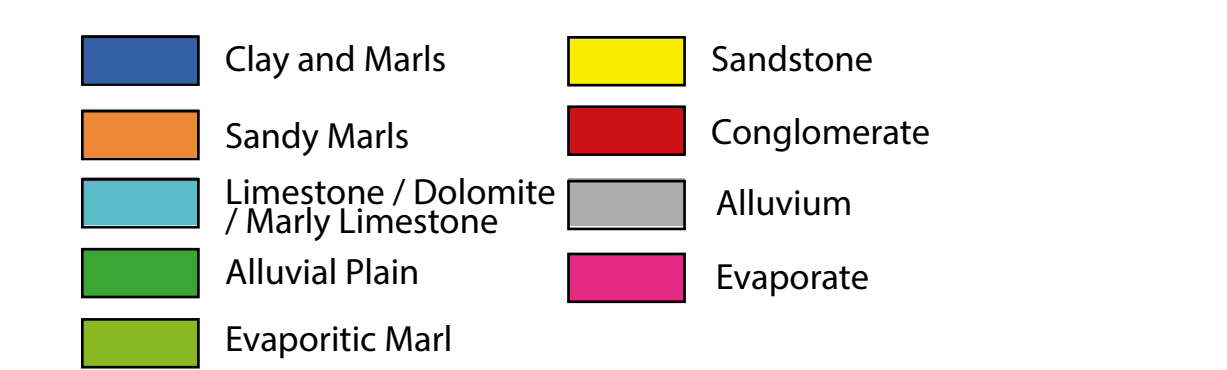 Clay and Marls
Sandy Marls
Limestone / Dolomite
/ Marly Limestone
Alluvial Plain
Evaporitic Marl
Sandstone
Conglomerate
Alluvium
Evaporate